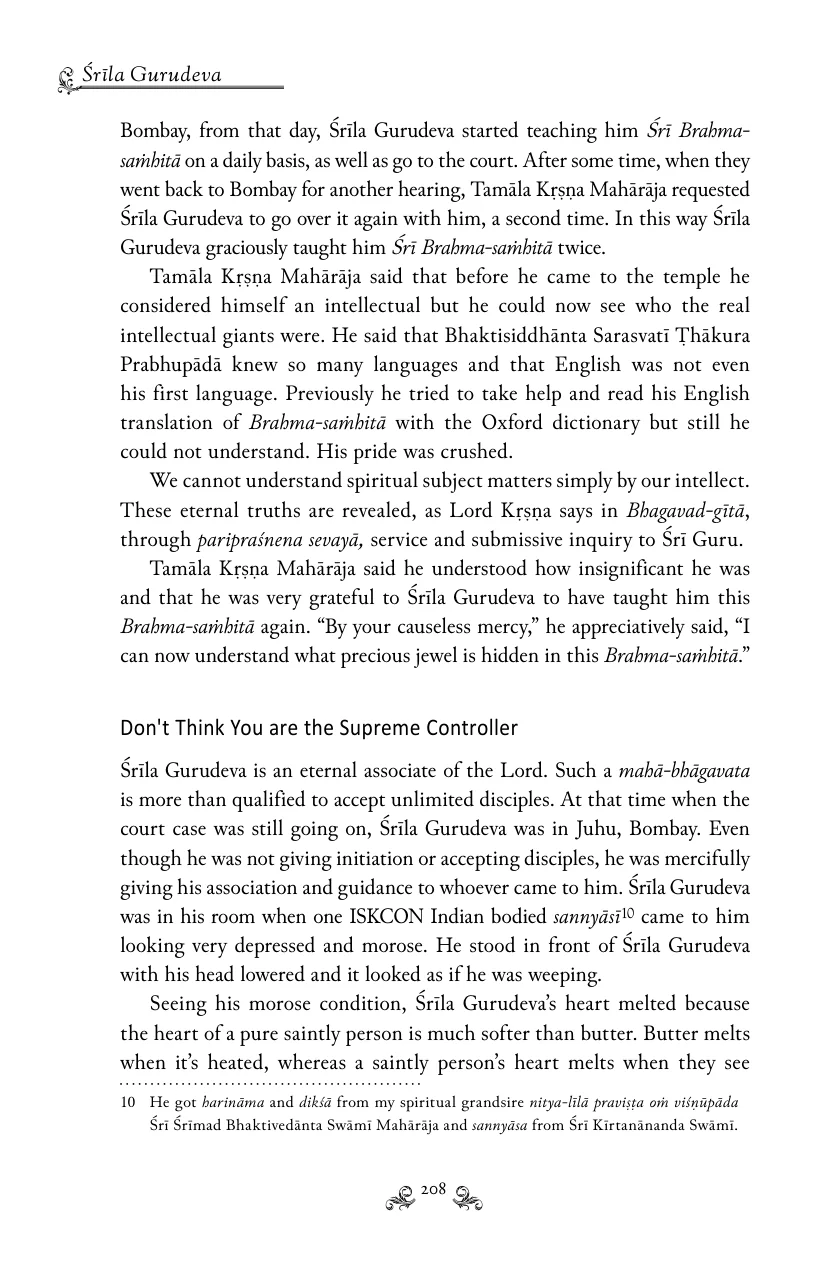 Śrīla Gurudeva
Bombay, from that day, Śrīla Gurudeva started teaching him Śrī Brahma-
saṁhitā on a daily basis, as well as go to the court. After some time, when they
went back to Bombay for another hearing, Tamāla Kṛṣṇa Mahārāja requested
Śrīla Gurudeva to go over it again with him, a second time. In this way Śrīla
Gurudeva graciously taught him Śrī Brahma-saṁhitā twice.
Tamāla Kṛṣṇa Mahārāja said that before he came to the temple he
considered himself an intellectual but he could now see who the real
intellectual giants were. He said that Bhaktisiddhānta Sarasvatī Ṭhākura
Prabhupādā knew so many languages and that English was not even
his first language. Previously he tried to take help and read his English
translation of Brahma-saṁhitā with the Oxford dictionary but still he
could not understand. His pride was crushed.
We cannot understand spiritual subject matters simply by our intellect.
These eternal truths are revealed, as Lord Kṛṣṇa says in Bhagavad-gītā,
through paripraśnena sevayā, service and submissive inquiry to Śrī Guru.
Tamāla Kṛṣṇa Mahārāja said he understood how insignificant he was
and that he was very grateful to Śrīla Gurudeva to have taught him this
Brahma-saṁhitā again. “By your causeless mercy,” he appreciatively said, “I
can now understand what precious jewel is hidden in this Brahma-saṁhitā.”
Don't Think You are the Supreme Controller
Śrīla Gurudeva is an eternal associate of the Lord. Such a mahā-bhāgavata
is more than qualified to accept unlimited disciples. At that time when the
court case was still going on, Śrīla Gurudeva was in Juhu, Bombay. Even
though he was not giving initiation or accepting disciples, he was mercifully
giving his association and guidance to whoever came to him. Śrīla Gurudeva
was in his room when one ISKCON Indian bodied sannyāsī10 came to him
looking very depressed and morose. He stood in front of Śrīla Gurudeva
with his head lowered and it looked as if he was weeping.
Seeing his morose condition, Śrīla Gurudeva’s heart melted because
the heart of a pure saintly person is much softer than butter. Butter melts
when it’s heated, whereas a saintly person’s heart melts when they see
10 He got harināma and dikśā from my spiritual grandsire nitya-līlā praviṣṭa oṁ viśṇūpāda
Śrī Śrīmad Bhaktivedānta Swāmī Mahārāja and sannyāsa from Śrī Kīrtanānanda Swāmī.
208